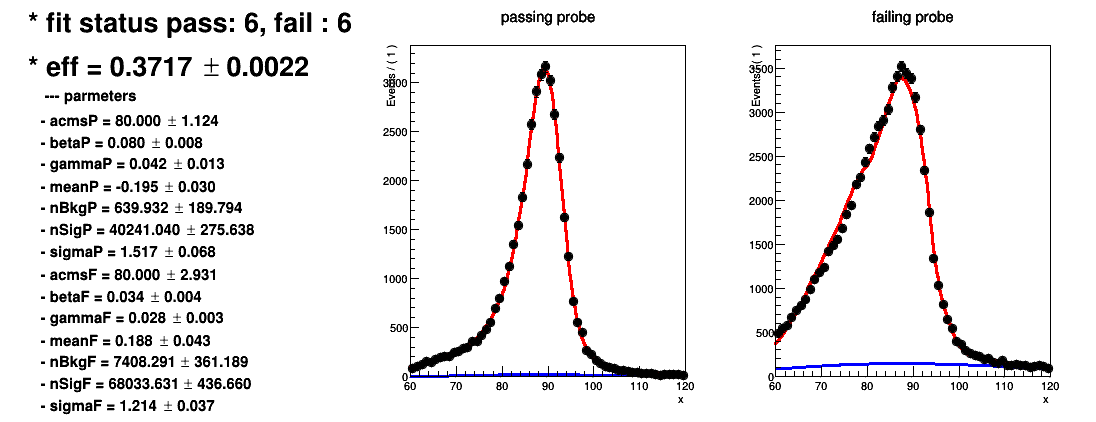 * fit status pass: 6, fail : 6
* eff = 0.3717 ± 0.0022
--- parmeters
- acmsP = 80.000 ± 1.124
- betaP = 0.080 ± 0.008
- gammaP = 0.042 ± 0.013
- meanP = -0.195 ± 0.030
- nBkgP = 639.932 ± 189.794
- nSigP = 40241.040 ± 275.638
- sigmaP = 1.517 ± 0.068
- acmsF = 80.000 ± 2.931
- betaF = 0.034 ± 0.004
- gammaF = 0.028 ± 0.003
- meanF = 0.188 ± 0.043
- nBkgF = 7408.291 ± 361.189
- nSigF = 68033.631 ± 436.660
- sigmaF = 1.214 ± 0.037
passing probe
Events / ( 1 )
3000
2500
2000
1500
1000
500
0
60 70 80 90 100 110 120
x
failing probe
Events / ( 1 )
3500
3000
2500
2000
1500
1000
500
0
60 70 80 90 100 110 120
x